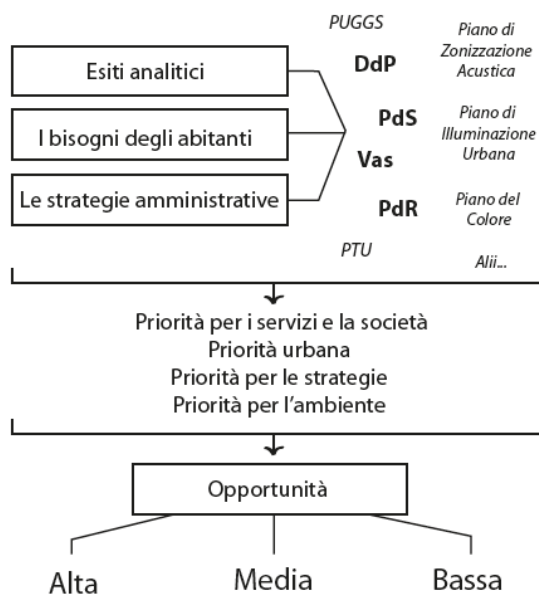 PUGGS
DdP
Piano di
Zonizzazione
Acustica
Esiti analitici
I bisogni degli abitanti
PdS
Vas
Piano di
Illuminazione
Urbana
Le strategie amministrative
PdR
Piano del
Colore
PTU
Alii...
Priorità per i servizi e la società
Priorità urbana
Priorità per le strategie
Priorità per l'ambiente
Opportunità
Alta
Media
Bassa